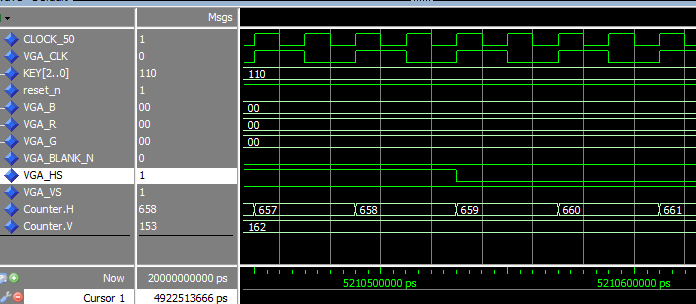 Msgs
CLOCK_50 1
VGA_CLK 0
KEY[2..0] 110 110
reset_n 1
VGA_B 00 00
VGA_R 00 00
VGA_G 00 00
VGA_BLANK_N 0
VGA_HS 1
VGA_VS 1
Counter.H 658 657 658 659 660 661
Counter.V 153 162
Now 20000000000 ps 5210500000 ps 5210600000 ps
Cursor 1 4922513666 ps